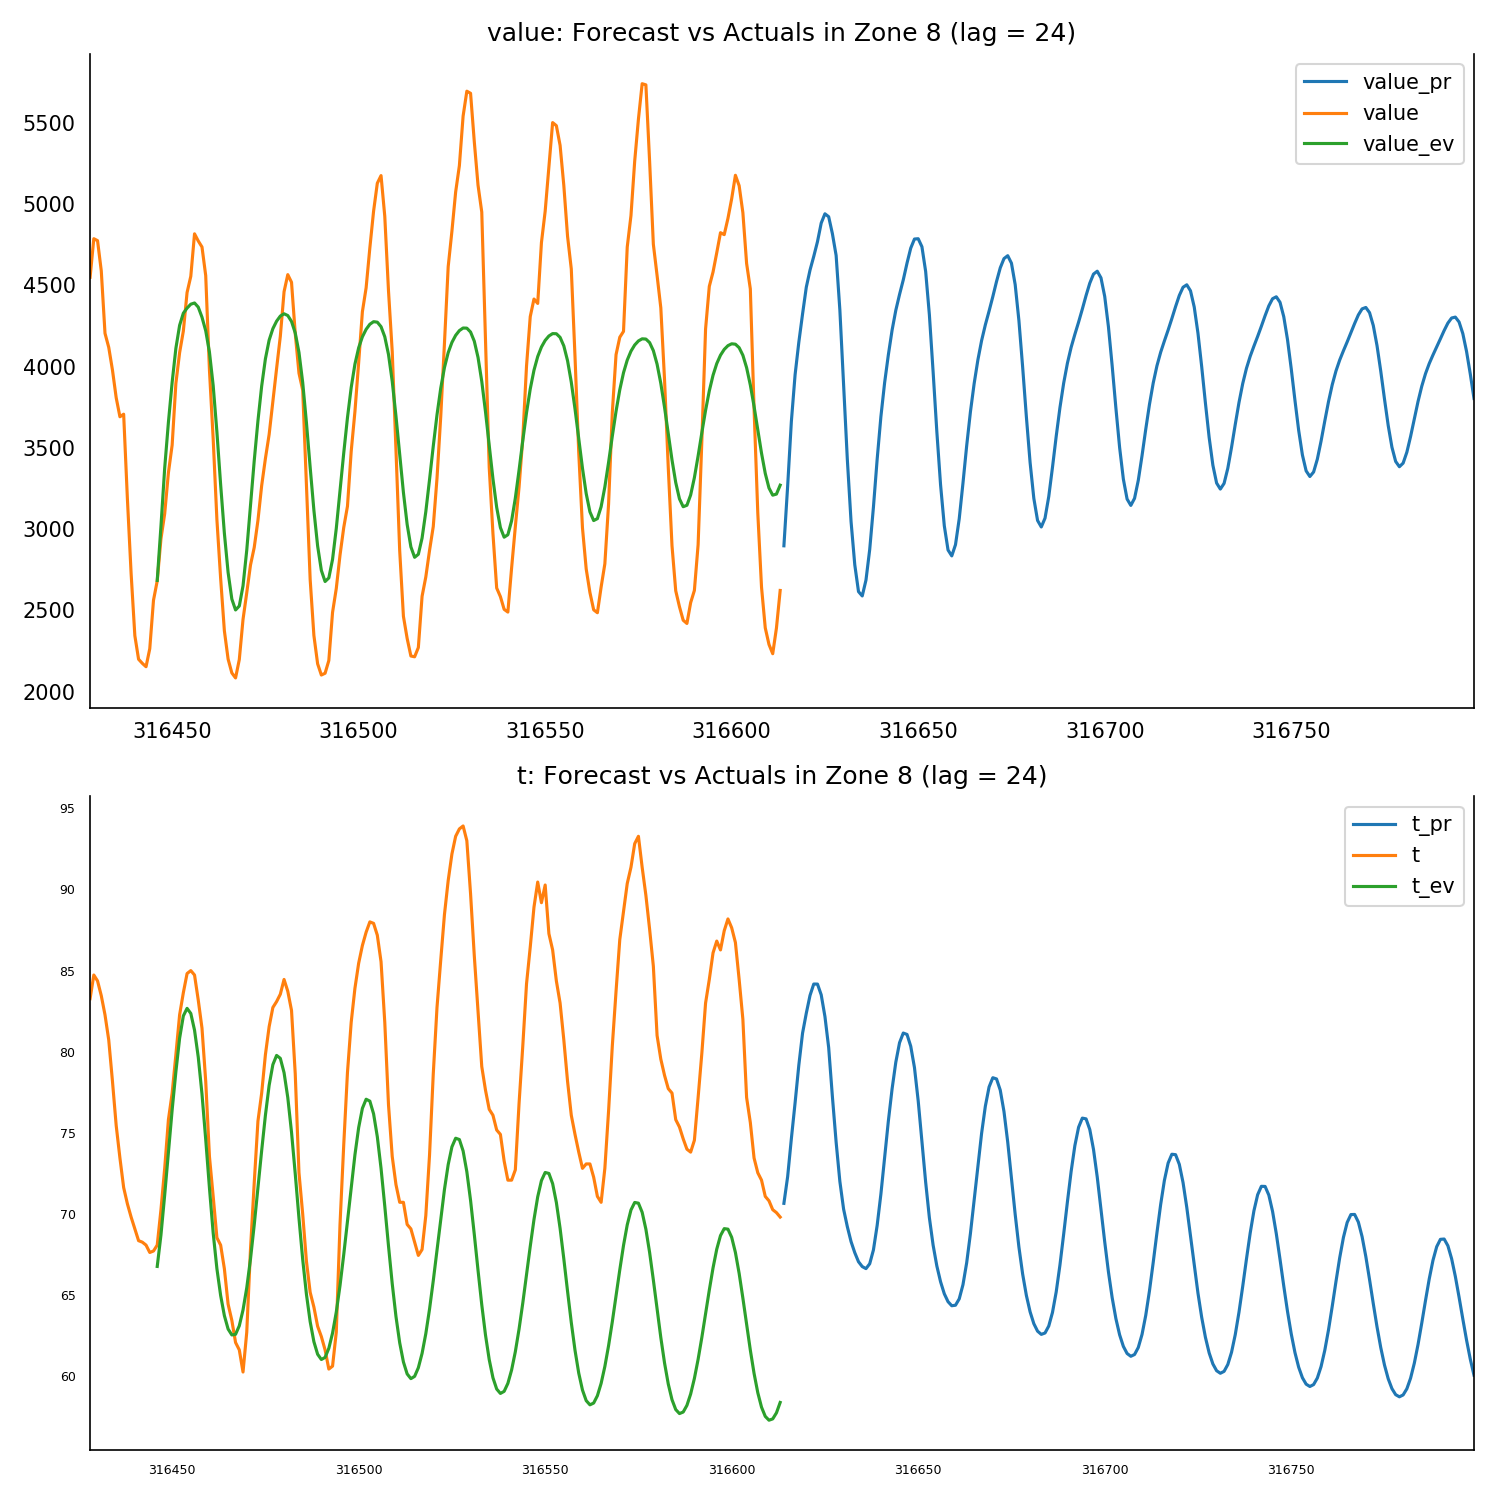 value: Forecast vs Actuals in Zone 8 (lag = 24)
value_pr
value
value_ev
5500
5000
4500
4000
3500
3000
2500
2000
316450 316500 316550 316600 316650 316700 316750
t: Forecast vs Actuals in Zone 8 (lag = 24)
t_pr
t
t_ev
95
90
85
80
75
70
65
60
316450 316500 316550 316600 316650 316700 316750